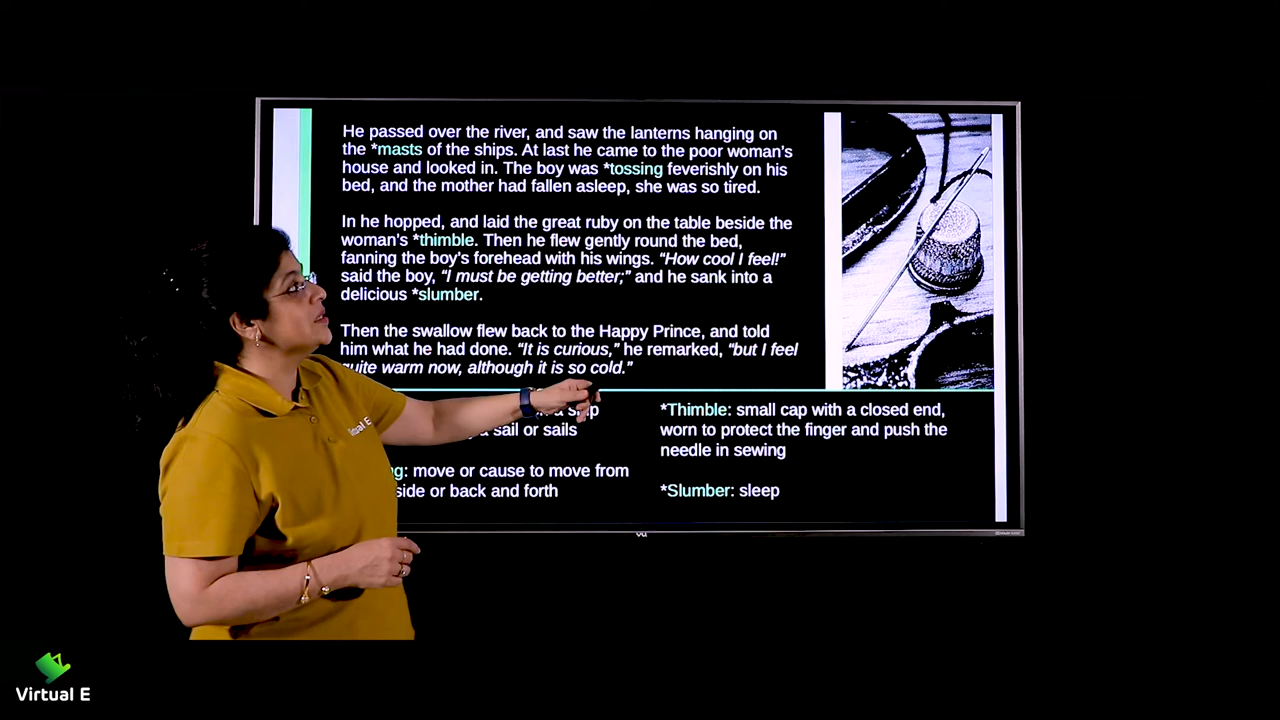 He passed over the river, and saw the lanterns hanging on
the *masts of the ships. At last he came to the poor woman's
house and looked in. The boy was *tossing feverishly on his
bed, and the mother had fallen asleep, she was so tired.
In he hopped, and laid the great ruby on the table beside the
woman's *thimble. Then he flew gently round the bed,
fanning the boy's forehead with his wings. “How cool I feel!”
said the boy, “I must be getting better;” and he sank into a
delicious *slumber.
Then the swallow flew back to the Happy Prince, and told
him what he had done. “It is curious,” he remarked, “but I feel
quite warm now, although it is so cold.”
a ship
a sail or sails
: move or cause to move from
side or back and forth
*Thimble: small cap with a closed end,
worn to protect the finger and push the
needle in sewing
*Slumber: sleep
Virtual E
Virtual E